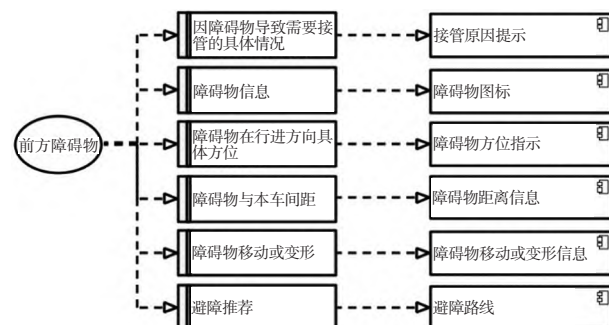 因障碍物导致需要接
管的具体情况
接管原因提示
障碍物信息
障碍物图标
前方障碍物
障碍物在行进方向具
体方位
障碍物方位指示
障碍物与本车间距
障碍物距离信息
障碍物移动或变形
障碍物移动或变形信息
避障推荐
避障路线